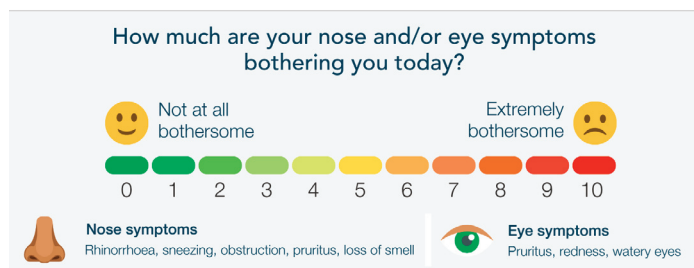 How much are your nose and/or eye symptoms
bothering you today?
Not at all
bothersome
Extremely
bothersome
0 1 2 3 4 5 6 7 8 9 10
Nose symptoms
Rhinorrhoea, sneezing, obstruction, pruritus, loss of smell
Eye symptoms
Pruritus, redness, watery eyes